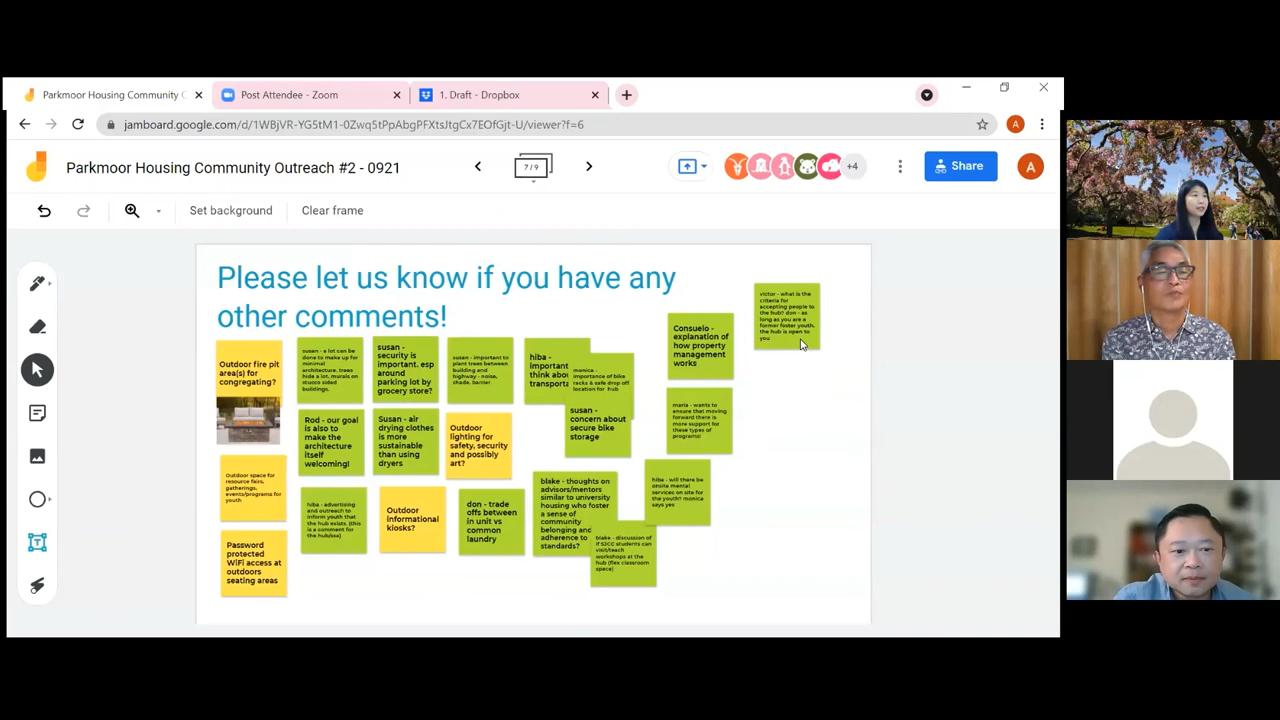 Parkmoor Housing Community C
Post Attendee - Zoom
1. Draft - Dropbox
jamboard.google.com/d/1WBjVR-YG5tM1-0Zwq5tPpAbgPFXtsJtgCx7EOfGjt-U/viewer?f=6
A
Parkmoor Housing Community Outreach #2 - 0921
7 / 9
+4
Share
A
Set background
Clear frame
Please let us know if you have any
other comments!
Outdoor fire pit
area(s) for
congregating?
susan - a lot can be
done to make up for
minimal
architecture. trees
hide a lot, murals on
stucco sided
buildings.
susan -
security is
important. esp
around
parking lot by
grocery store?
susan - important to
plant trees between
building and
highway - noise,
shade, barrier
hiba -
important
think abou
transporta
monica -
importance of bike
racks & safe drop off
location for hub
Consuelo -
explanation of
how property
management
works
victor - what is the
criteria for
accepting people to
the hub? don - as
long as you are a
former foster youth,
the hub is open to
you
Rod - our goal
is also to
make the
architecture
itself
welcoming!
Susan - air
drying clothes
is more
sustainable
than using
dryers
Outdoor
lighting for
safety, security
and possibly
art?
susan -
concern about
secure bike
storage
maria - wants to
ensure that moving
forward there is
more support for
these types of
programs!
Outdoor space for
resource fairs,
gatherings,
events/programs for
youth
hiba - advertising
and outreach to
inform youth that
the hub exists. (this
is a comment for
the hub/ssa)
Outdoor
informational
kiosks?
don - trade
offs between
in unit vs
common
laundry
blake - thoughts on
advisors/mentors
similar to university
housing who foster
a sense of
community
belonging and
adherence to
standards?
hiba - will there be
onsite mental
services on site for
the youth? monica
says yes
blake - discussion of
if SJCC students can
visit/teach
workshops at the
hub (flex classroom
space)
Password
protected
WiFi access at
outdoors
seating areas